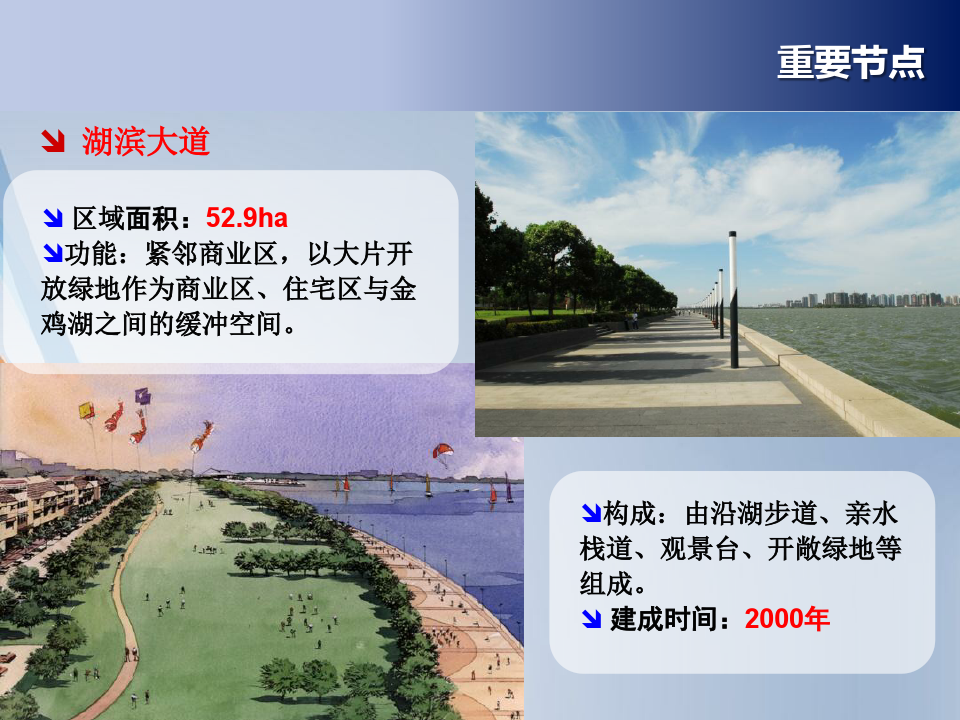 重要节点
湖滨大道
区域面积：52.9ha
功能：紧邻商业区，以大片开
放绿地作为商业区、住宅区与金
鸡湖之间的缓冲空间。
构成：由沿湖步道、亲水
栈道、观景台、开敞绿地等
组成。
建成时间：2000年